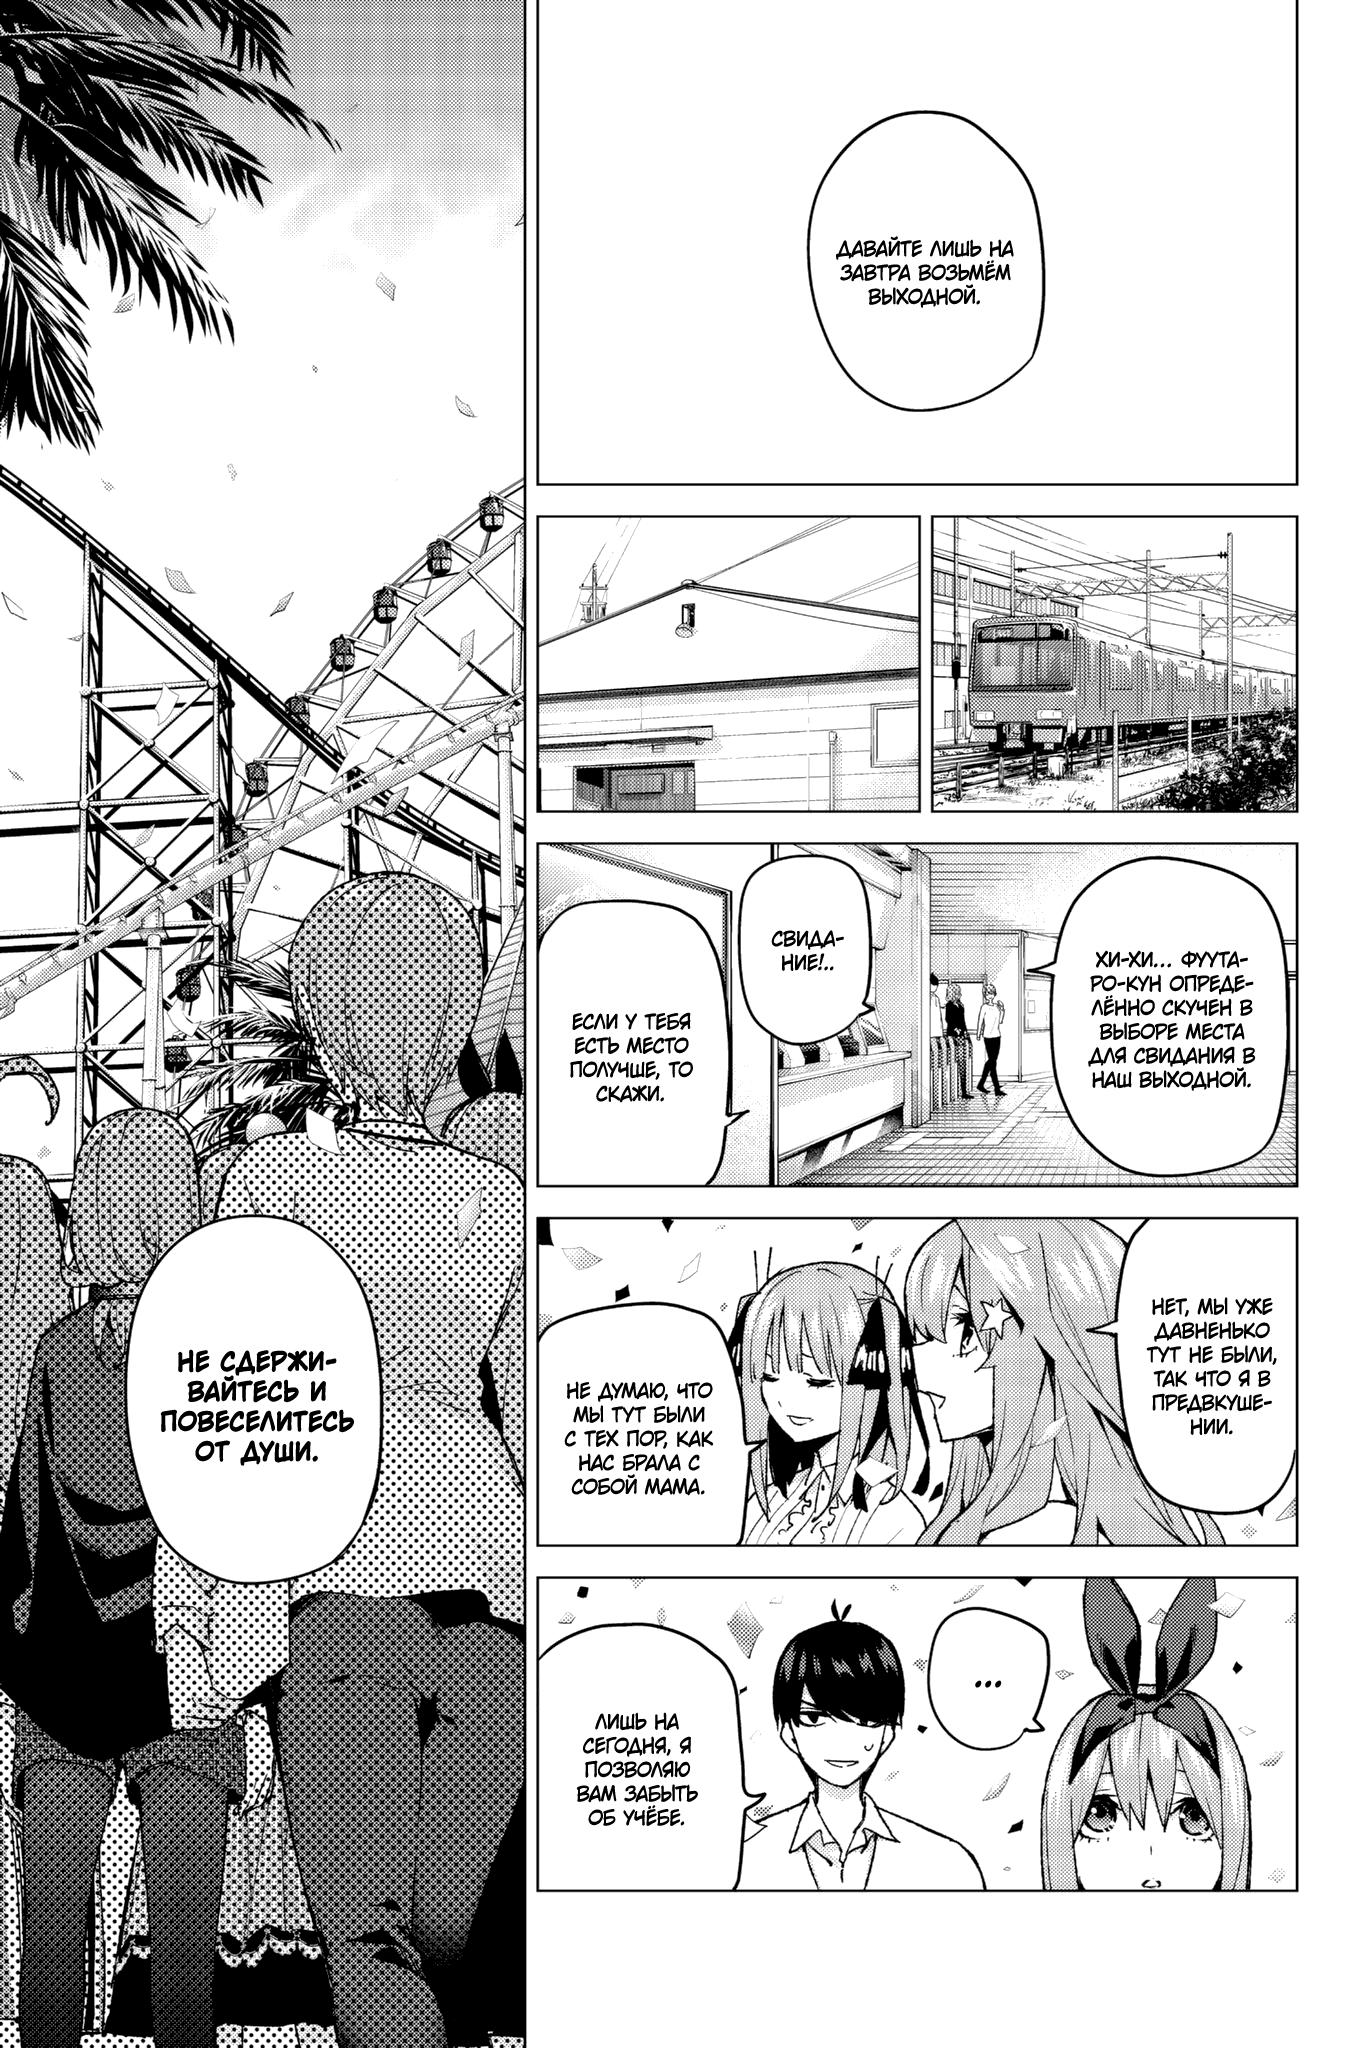 ДАВАЙТЕ ЛИШЬ НА
ЗАВТРА ВОЗЬМЁМ
ВЫХОДНОЙ.
ХИ-ХИ... ФУУТА-
РО-КУН ОПРЕДЕ-
ЛЁННО СКУЧЕН В
ВЫБОРЕ МЕСТА
ДЛЯ СВИДАНИЯ В
НАШ ВЫХОДНОЙ.
СВИДА-
НИЕ!..
ЕСЛИ У ТЕБЯ
ЕСТЬ МЕСТО
ПОЛУЧШЕ, ТО
СКАЖИ.
НЕТ, МЫ УЖЕ
ДАВНЕНЬКО
ТУТ НЕ БЫЛИ,
ТАК ЧТО Я В
ПРЕДВКУШЕ-
НИИ.
НЕ ДУМАЮ, ЧТО
МЫ ТУТ БЫЛИ
С ТЕХ ПОР, КАК
НАС БРАЛА С
СОБОЙ МАМА.
...
ЛИШЬ НА
СЕГОДНЯ, Я
ПОЗВОЛЯЮ
ВАМ ЗАБЫТЬ
ОБ УЧЁБЕ.
НЕ СДЕРЖИ-
ВАЙТЕСЬ И
ПОВЕСЕЛИТЕСЬ
ОТ ДУШИ.